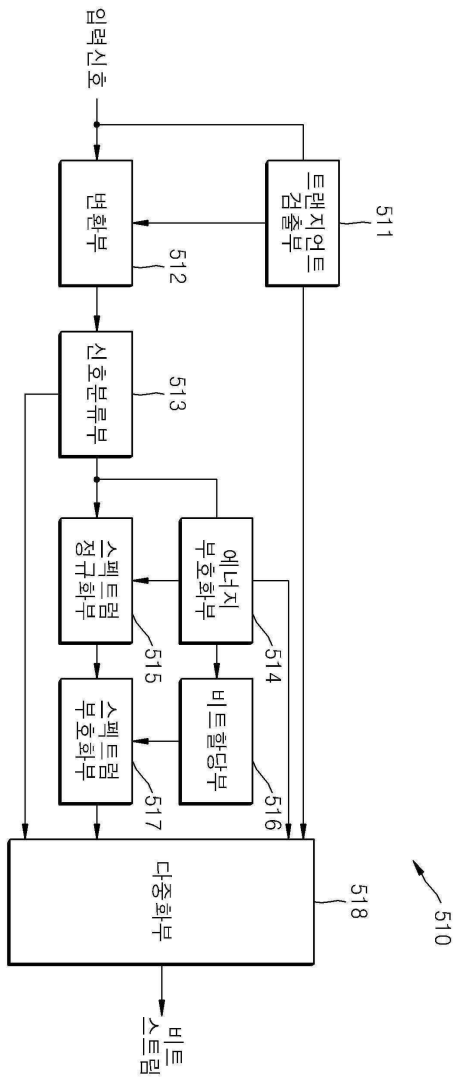 510
511
트랜지언트
검출부
입력신호
변환부
512
신호분류부
513
에너지
부호화부
514
스펙트럼
정규화부
515
비트할당부
516
스펙트럼
부호화부
517
다중화부
518
비트
스트림